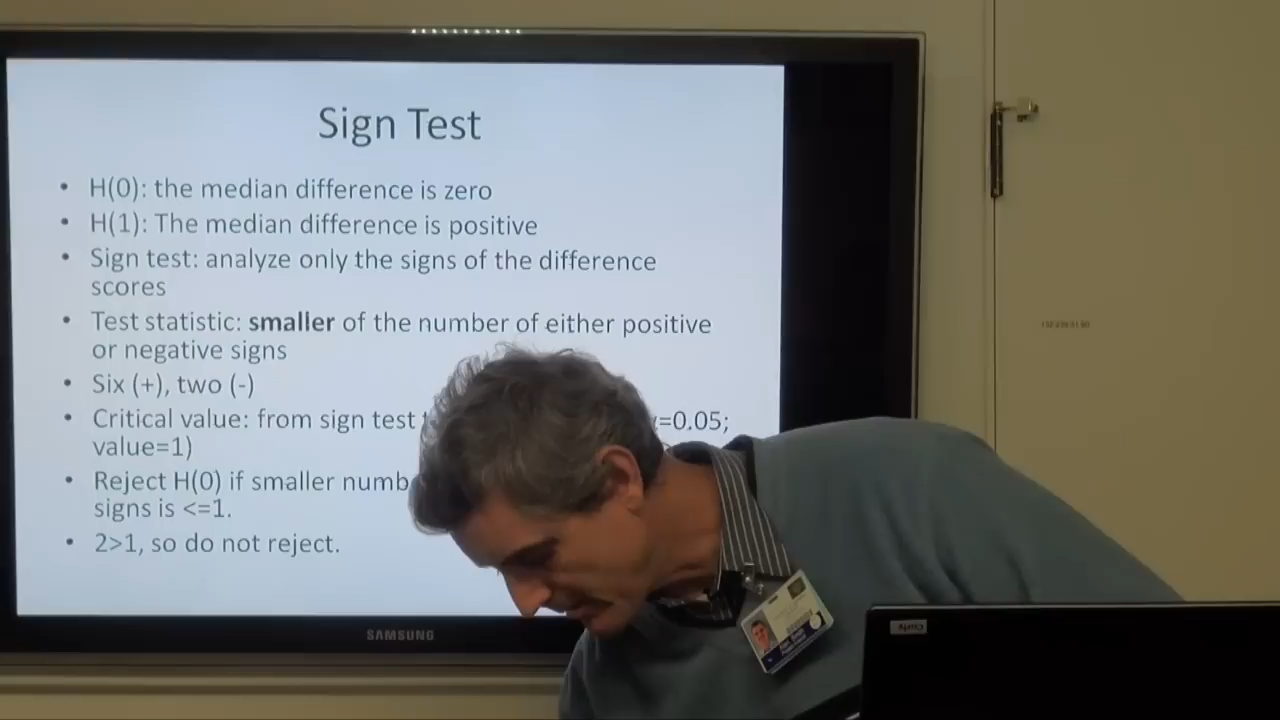 Sign Test
• H(0): the median difference is zero
• H(1): The median difference is positive
• Sign test: analyze only the signs of the difference
scores
• Test statistic: smaller of the number of either positive
or negative signs
• Six (+), two (-)
• Critical value: from sign test =0.05;
value=1)
• Reject H(0) if smaller numb
signs is <=1.
• 2>1, so do not reject.
SAMSUNG